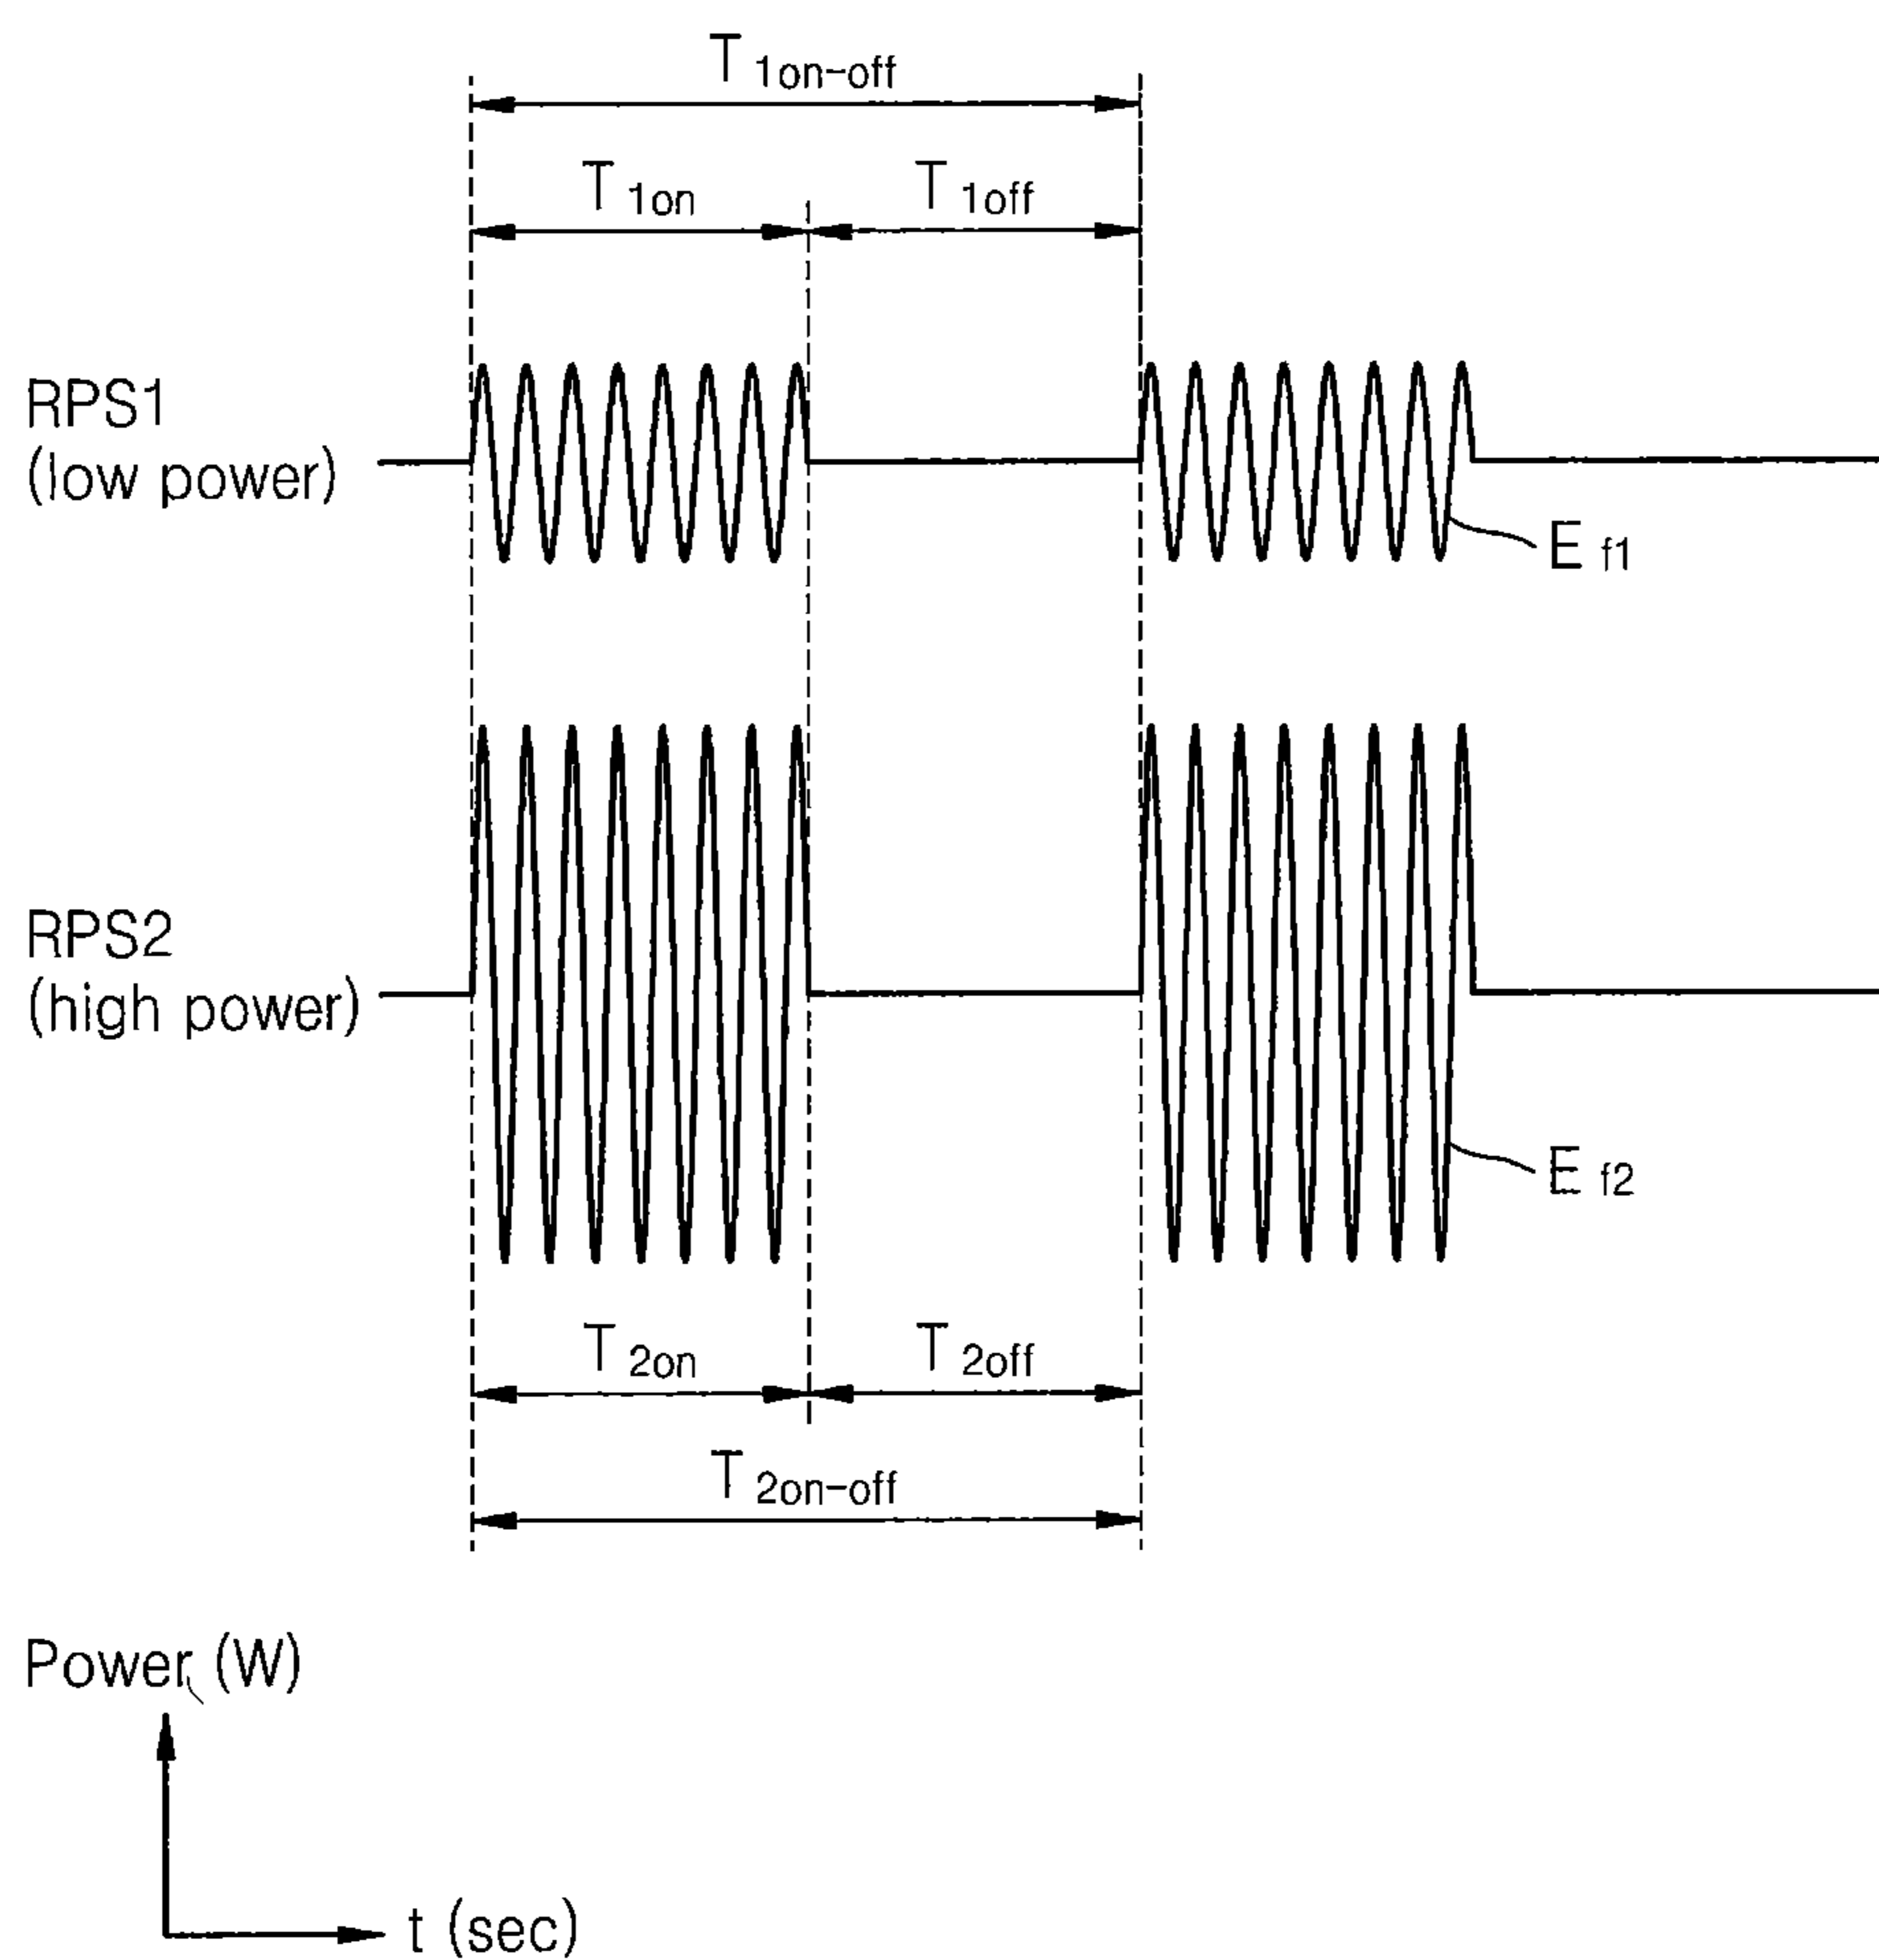 T 1on-off
T 1on
T 1off
RPS1
(low power)
E f1
RPS2
(high power)
E f2
T 2on
T 2off
T 2on-off
Power (W)
t (sec)